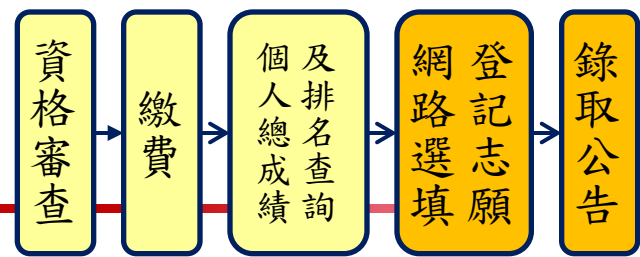 資格審查
繳費
個人總成績
及排名查詢
網路選填
登記志願
錄取公告